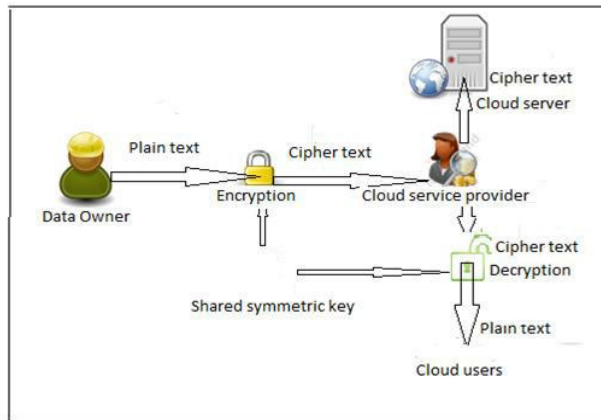 Cipher text
Cloud server
Plain text
Cipher text
Data Owner
Encryption
Cloud service provider
Cipher text
Decryption
Shared symmetric key
Plain text
Cloud users